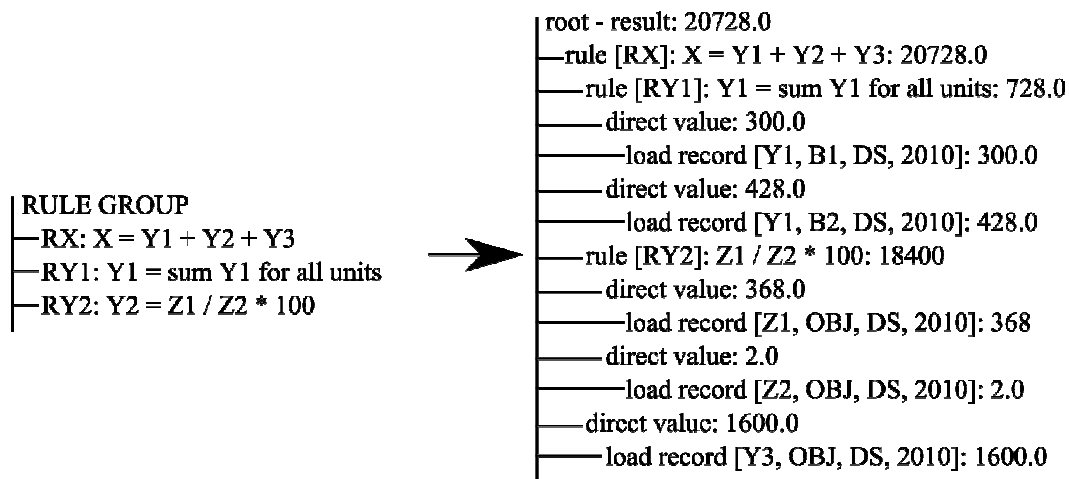 RULE GROUP
RX: X = Y1 + Y2 + Y3
RY1: Y1 = sum Y1 for all units
RY2: Y2 = Z1 / Z2 * 100
root - result: 20728.0
rule [RX]: X = Y1 + Y2 + Y3: 20728.0
rule [RY1]: Y1 = sum Y1 for all units: 728.0
direct value: 300.0
load record [Y1, B1, DS, 2010]: 300.0
direct value: 428.0
load record [Y1, B2, DS, 2010]: 428.0
rule [RY2]: Z1 / Z2 * 100: 18400
direct value: 368.0
load record [Z1, OBJ, DS, 2010]: 368
direct value: 2.0
load record [Z2, OBJ, DS, 2010]: 2.0
direct value: 1600.0
load record [Y3, OBJ, DS, 2010]: 1600.0